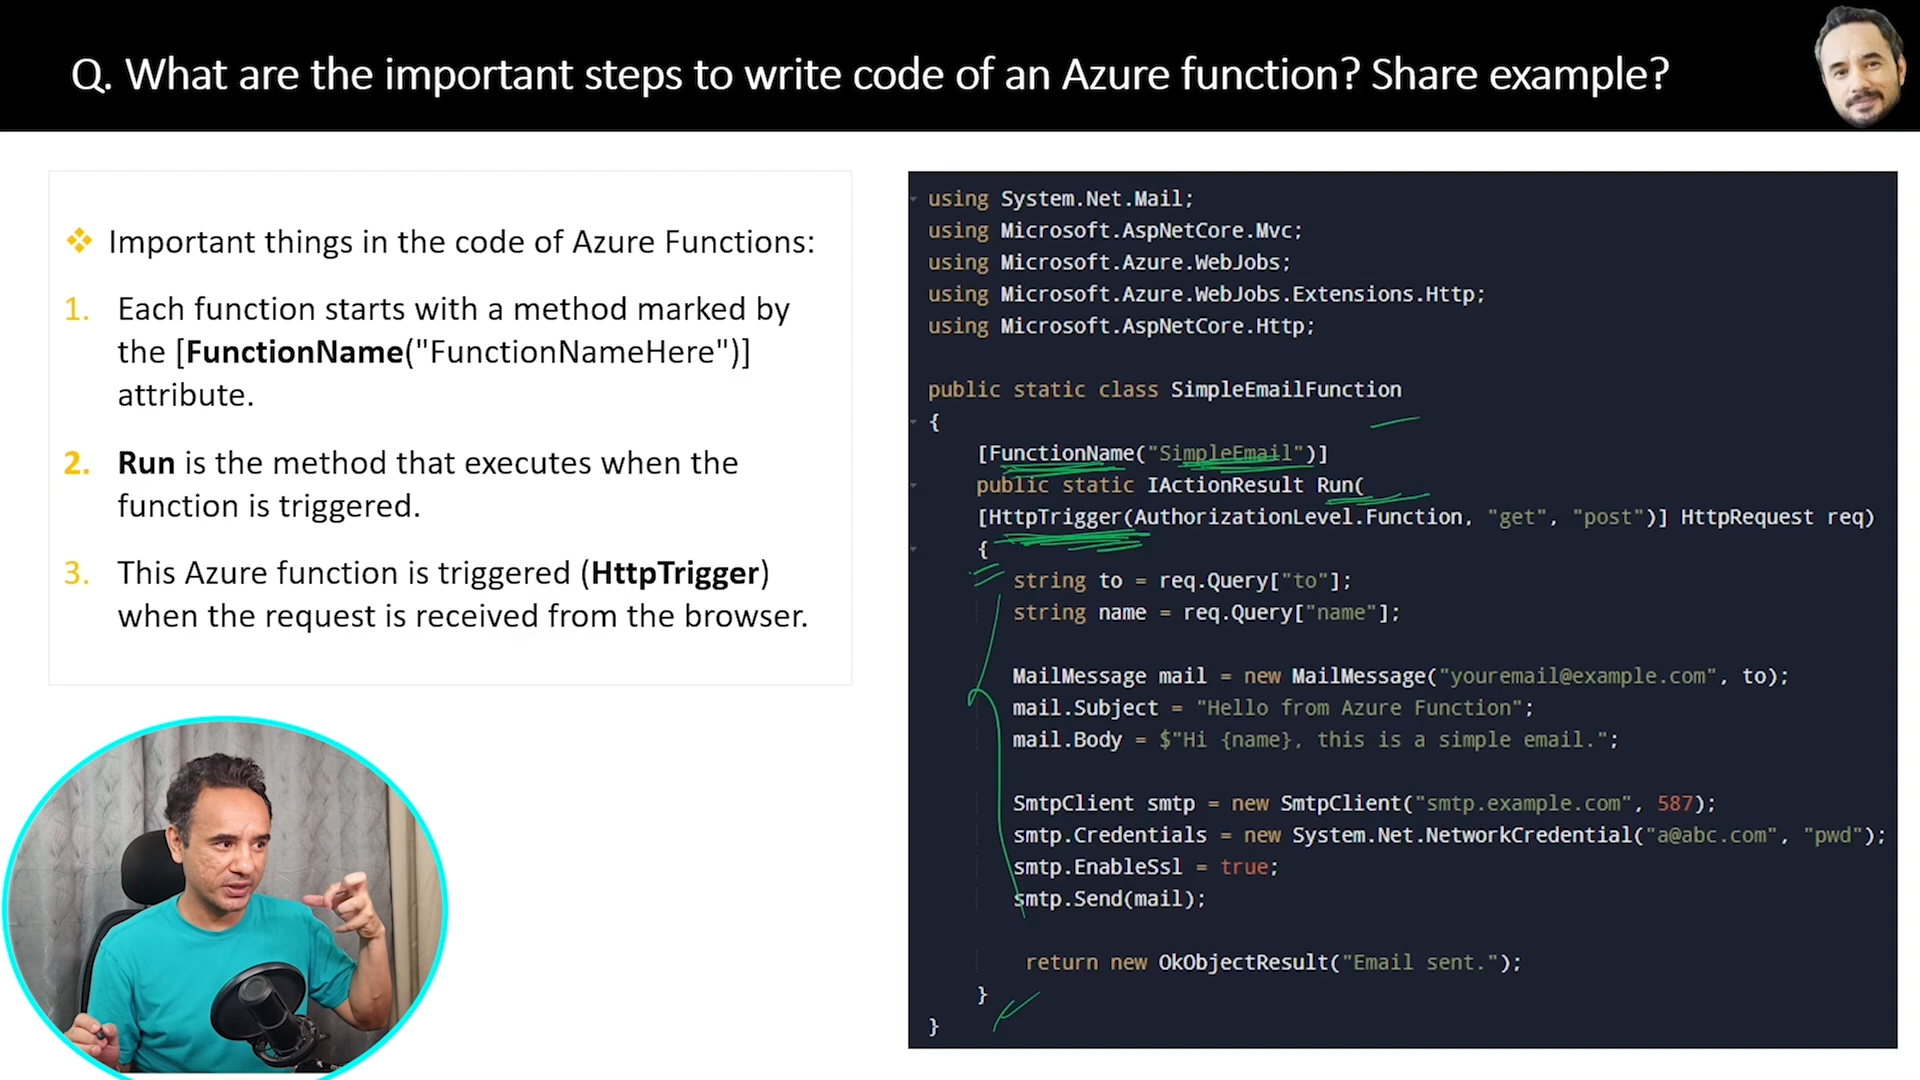 Q. What are the important steps to write code of an Azure function? Share example?
❖ Important things in the code of Azure Functions:
1. Each function starts with a method marked by
the [FunctionName("FunctionNameHere")]
attribute.
2. Run is the method that executes when the
function is triggered.
3. This Azure function is triggered (HttpTrigger)
when the request is received from the browser.
using System.Net.Mail;
using Microsoft.AspNetCore.Mvc;
using Microsoft.Azure.WebJobs;
using Microsoft.Azure.WebJobs.Extensions.Http;
using Microsoft.AspNetCore.Http;
public static class SimpleEmailFunction
{
[FunctionName("SimpleEmail")]
public static IActionResult Run(
[HttpTrigger(AuthorizationLevel.Function, "get", "post")] HttpRequest req)
{
string to = req.Query["to"];
string name = req.Query["name"];
MailMessage mail = new MailMessage("youremail@example.com", to);
mail.Subject = "Hello from Azure Function";
mail.Body = $"Hi {name}, this is a simple email.";
SmtpClient smtp = new SmtpClient("smtp.example.com", 587);
smtp.Credentials = new System.Net.NetworkCredential("a@abc.com", "pwd");
smtp.EnableSsl = true;
smtp.Send(mail);
return new OkObjectResult("Email sent.");
}
}